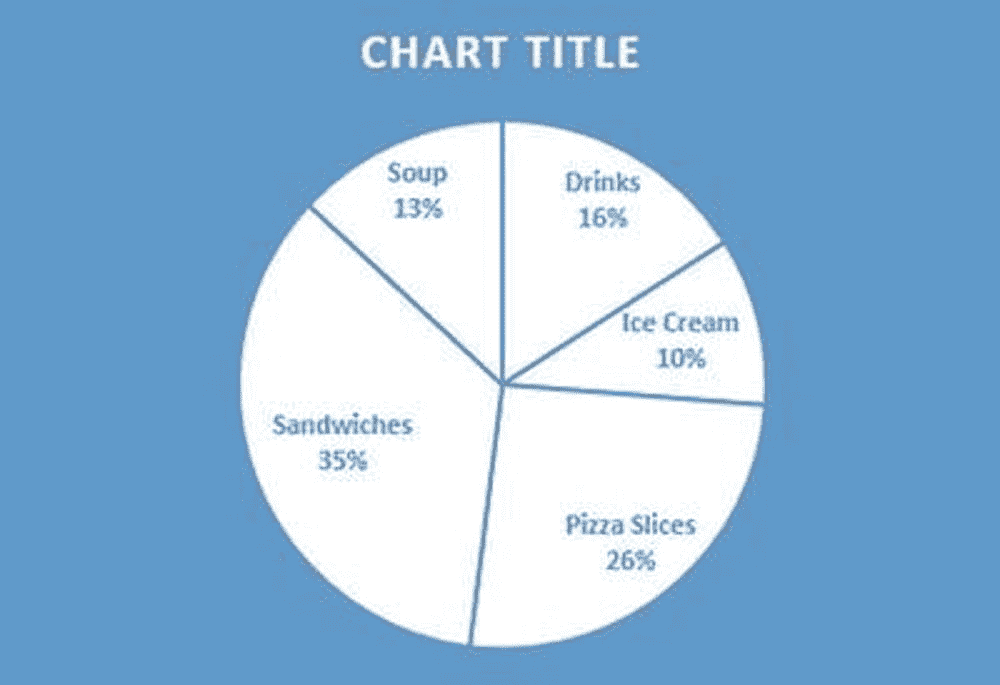 CHART TITLE
Soup
13%
Drinks
16%
Ice Cream
10%
Sandwiches
35%
Pizza Slices
26%